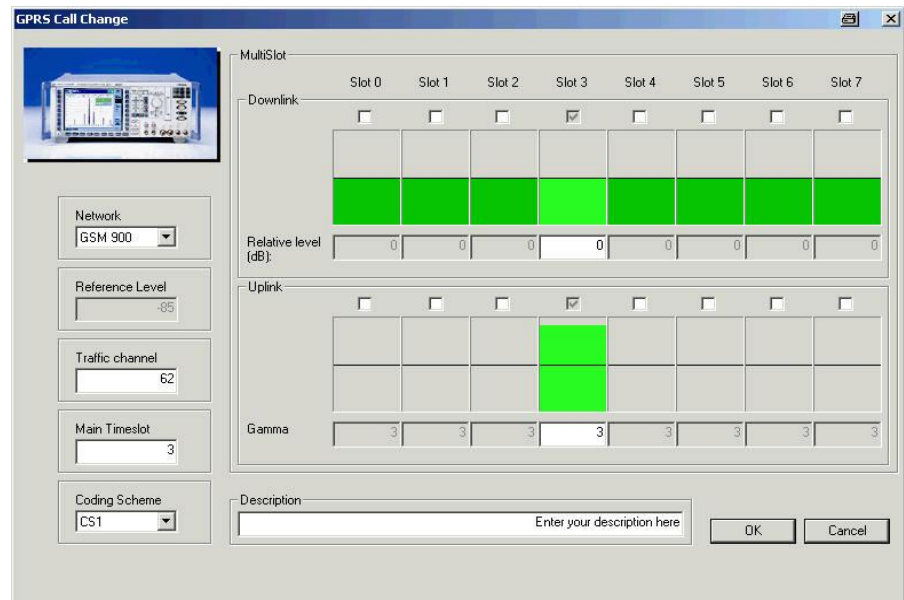 GPRS Call Change
MultiSlot
Slot 0 Slot 1 Slot 2 Slot 3 Slot 4 Slot 5 Slot 6 Slot 7
Downlink
Network
GSM 900
Relative level (dB): 0 0 0 0 0 0 0 0
Reference Level
-85
Uplink
Traffic channel
62
Main Timeslot
3
Gamma 3 3 3 3 3 3 3 3
Coding Scheme
CS1
Description
Enter your description here
OK Cancel